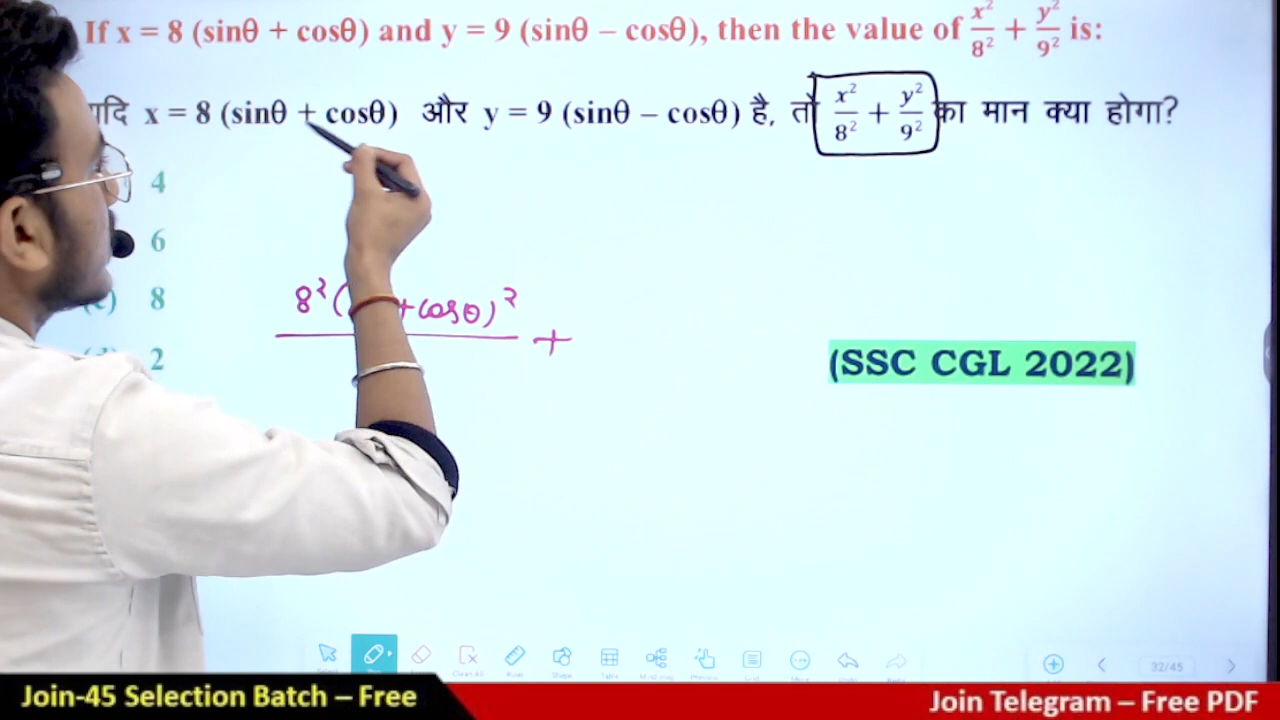 If x = 8 (sinθ + cosθ) and y = 9 (sinθ – cosθ), then the value of x²/8² + y²/9² is:
यदि x = 8 (sinθ + cosθ) और y = 9 (sinθ – cosθ) है, तो x²/8² + y²/9² का मान क्या होगा?
4
6
8
2
8² ( +cosθ)² +
(SSC CGL 2022)
32/45
Join-45 Selection Batch – Free
Join Telegram – Free PDF